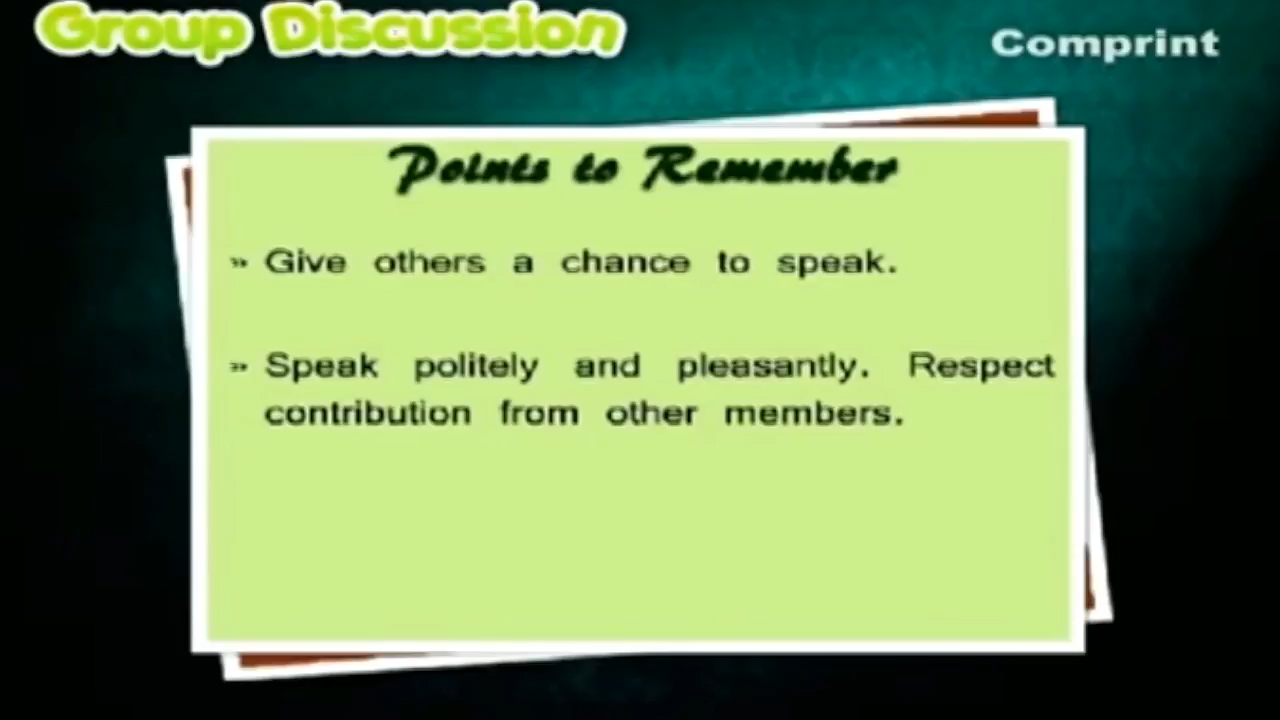 Group Discussion
Comprint
Points to Remember
» Give others a chance to speak.
» Speak politely and pleasantly. Respect
contribution from other members.